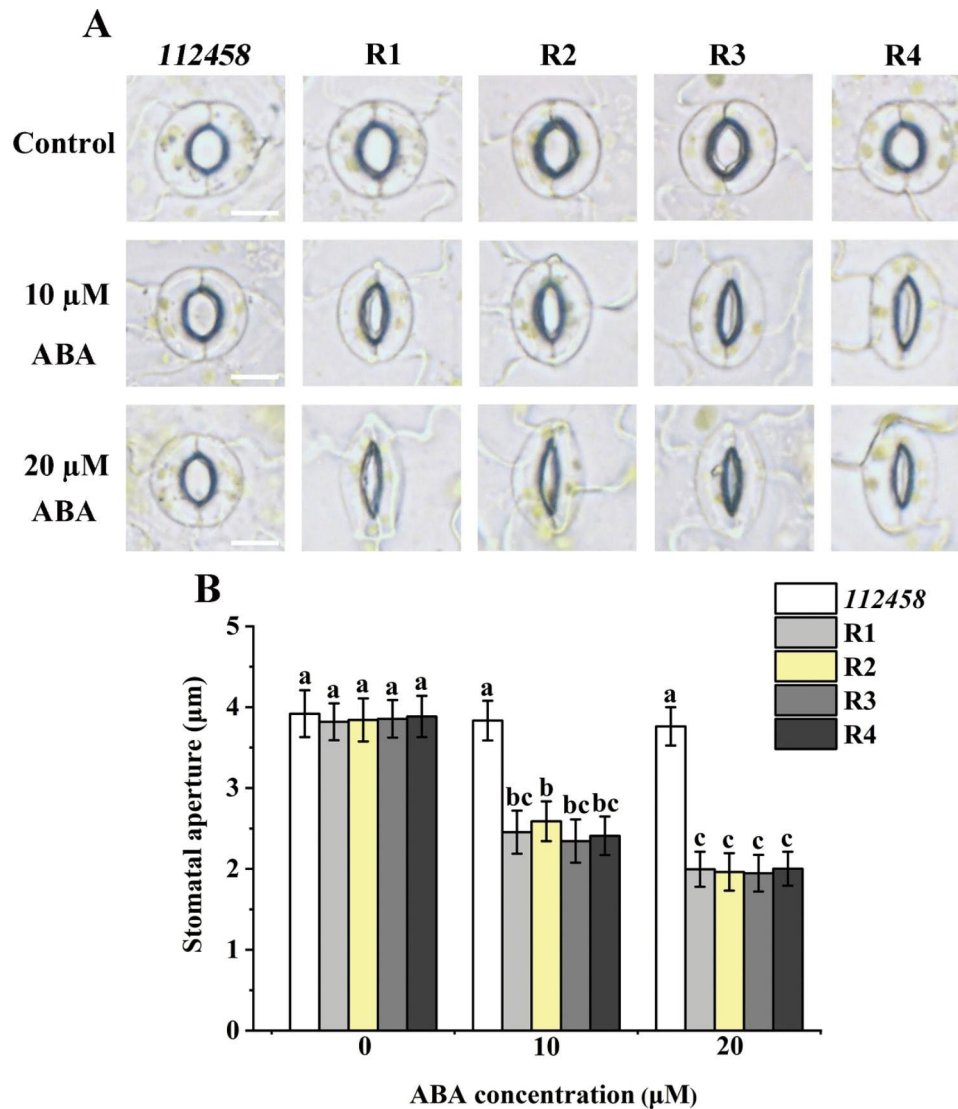 A
112458 R1 R2 R3 R4
Control
10 μM
ABA
20 μM
ABA
B
112458
R1
R2
R3
R4
Stomatal aperture (μm)
5
4
3
2
1
0
a a a a a
a bc b bc bc
a c c c c
0 10 20
ABA concentration (μM)